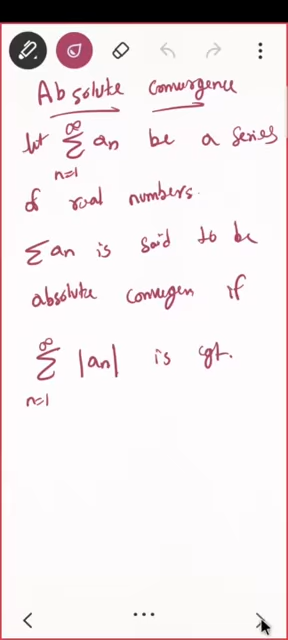 Absolute Convergence
let ∞∑n=1 an be a series
of real numbers.
∑an is said to be
absolute convergen if
∞∑n=1 |an| is cgt.